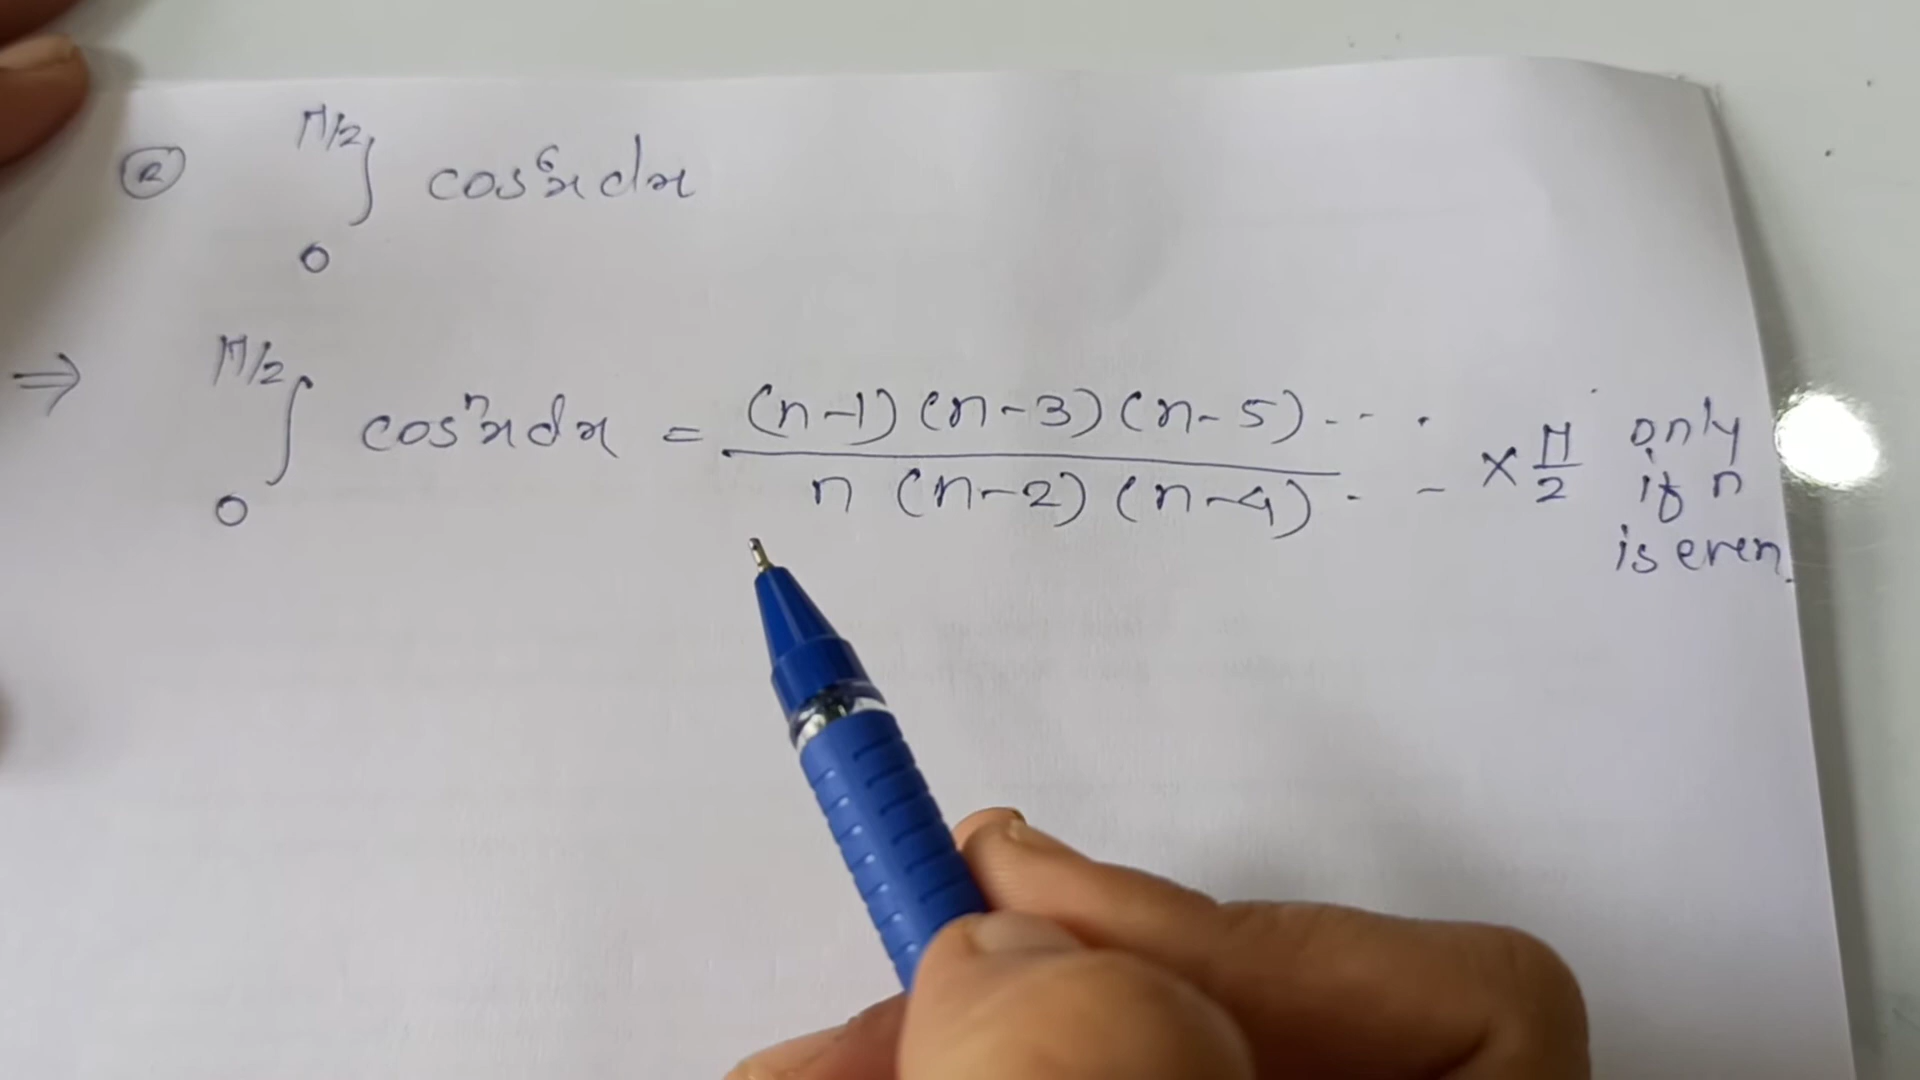 ② ∫₀^{π/2} cos⁶x dx
⇒ ∫₀^{π/2} cosⁿx dx = (n-1)(n-3)(n-5)... / n(n-2)(n-4)... × π/2 only if n is even.